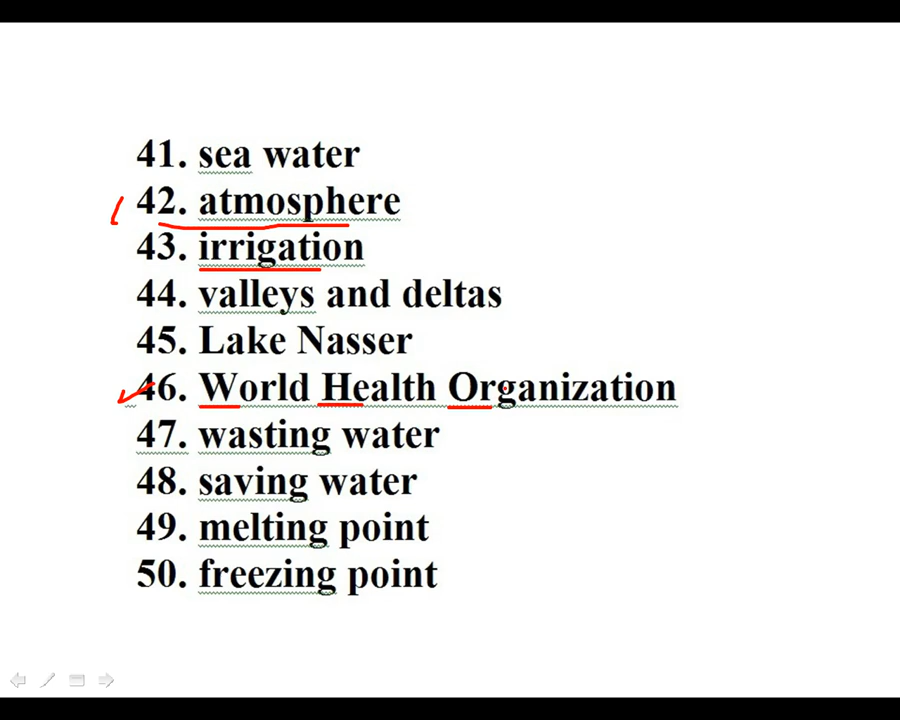 41. sea water
42. atmosphere
43. irrigation
44. valleys and deltas
45. Lake Nasser
46. World Health Organization
47. wasting water
48. saving water
49. melting point
50. freezing point